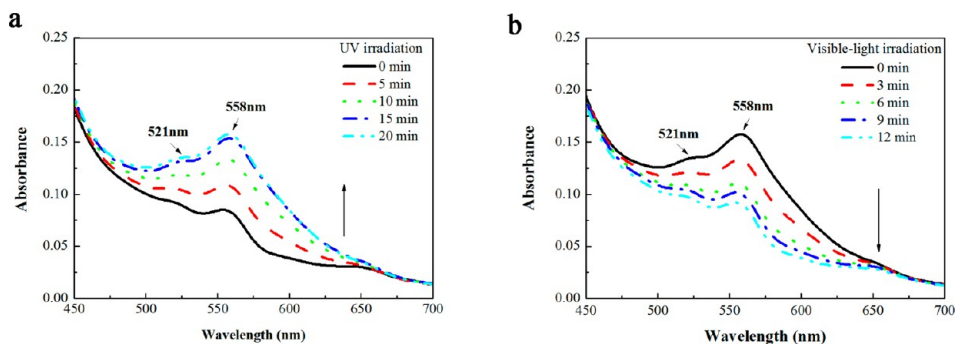 a
0.25
0.20
0.15
0.10
0.05
0.00
450
500
550
600
650
700
Absorbance
Wavelength (nm)
521nm
558nm
UV irradiation
0 min
5 min
10 min
15 min
20 min
b
0.25
0.20
0.15
0.10
0.05
0.00
450
500
550
600
650
700
Absorbance
Wavelength (nm)
521nm
558nm
Visible-light irradiation
0 min
3 min
6 min
9 min
12 min